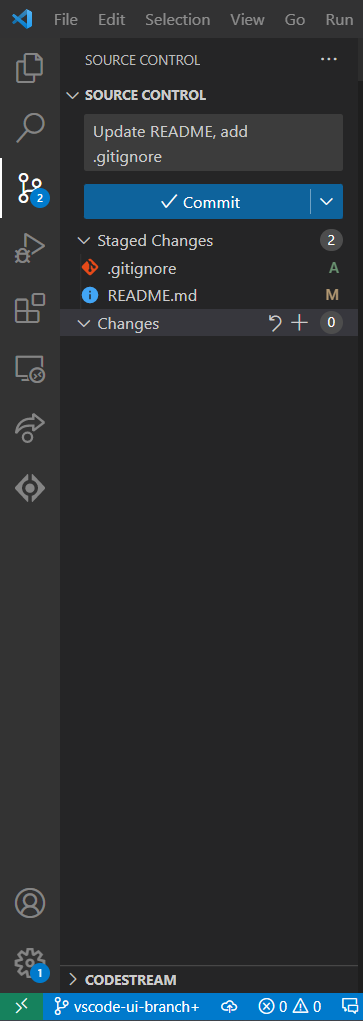 File Edit Selection View Go Run
SOURCE CONTROL ...
SOURCE CONTROL
Update README, add
.gitignore
Commit
2
Staged Changes 2
.gitignore A
README.md M
Changes 0
1
CODESTREAM
vscode-ui-branch+ 0 0